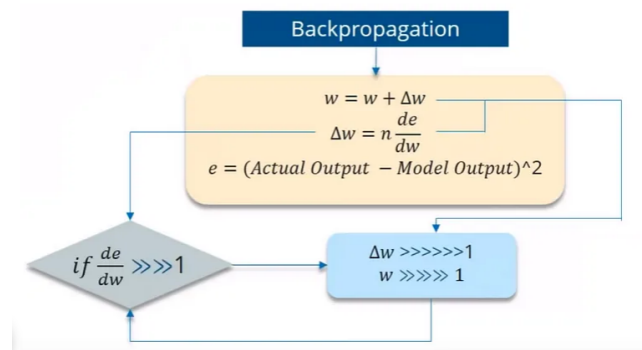 Backpropagation
w = w + Δw
Δw = n de/dw
e = (Actual Output − Model Output)^2
if de/dw ⋙1
Δw >>>>>>1
w ⋙≫ 1